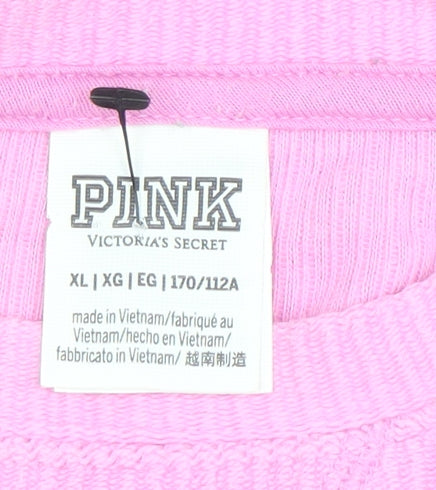 PINK
VICTORIA'S SECRET
XL | XG | EG | 170/112A
made in Vietnam/fabriqué au
Vietnam/hecho en Vietnam/
fabbricato in Vietnam/ 越南制造